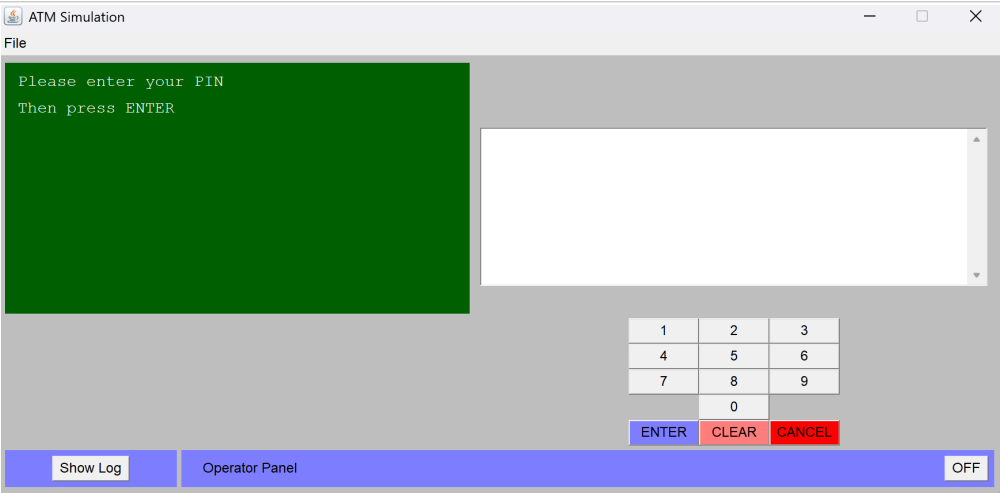 ATM Simulation
File
Please enter your PIN
Then press ENTER
1 2 3
4 5 6
7 8 9
0
ENTER CLEAR CANCEL
Show Log Operator Panel OFF